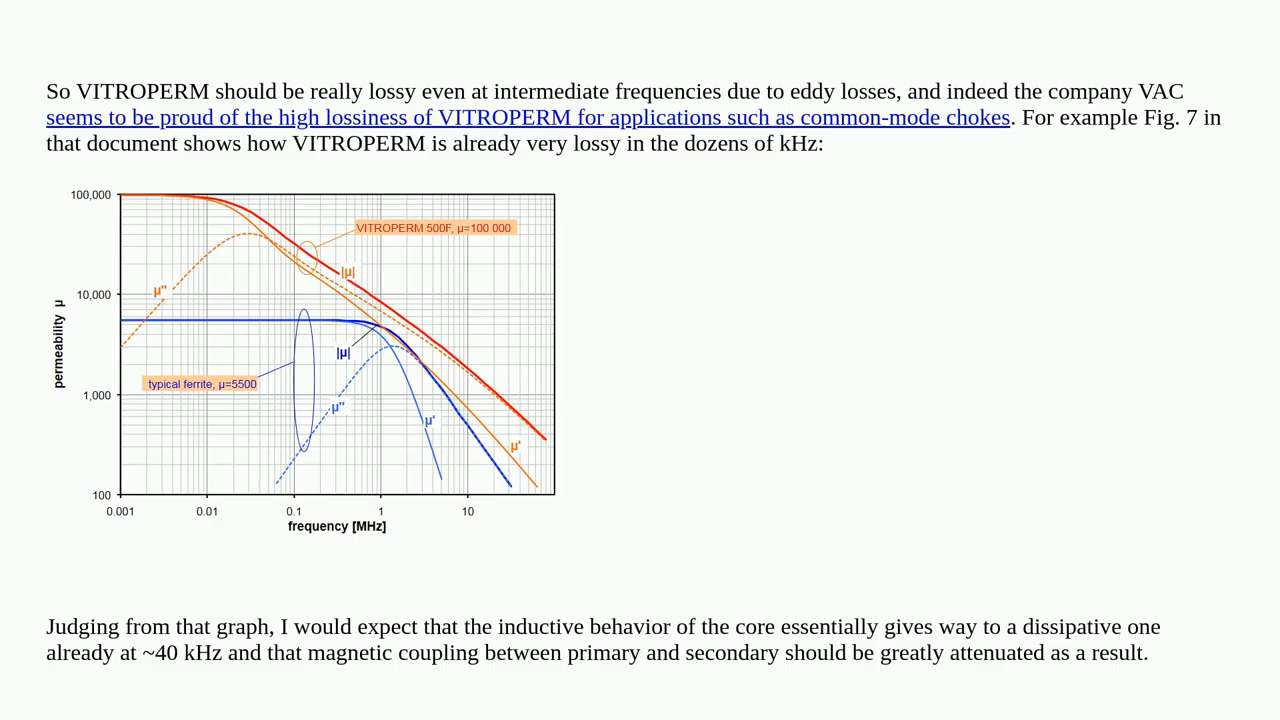 So VITROPERM should be really lossy even at intermediate frequencies due to eddy losses, and indeed the company VAC
seems to be proud of the high lossiness of VITROPERM for applications such as common-mode chokes. For example Fig. 7 in
that document shows how VITROPERM is already very lossy in the dozens of kHz:
100,000
VITROPERM 500F, µ=100 000
|µ|
µ''
10,000
permeability µ
|µ|
typical ferrite, µ=5500
1,000
µ''
µ'
µ'
100
0.001 0.01 0.1 1 10
frequency [MHz]
Judging from that graph, I would expect that the inductive behavior of the core essentially gives way to a dissipative one
already at ~40 kHz and that magnetic coupling between primary and secondary should be greatly attenuated as a result.